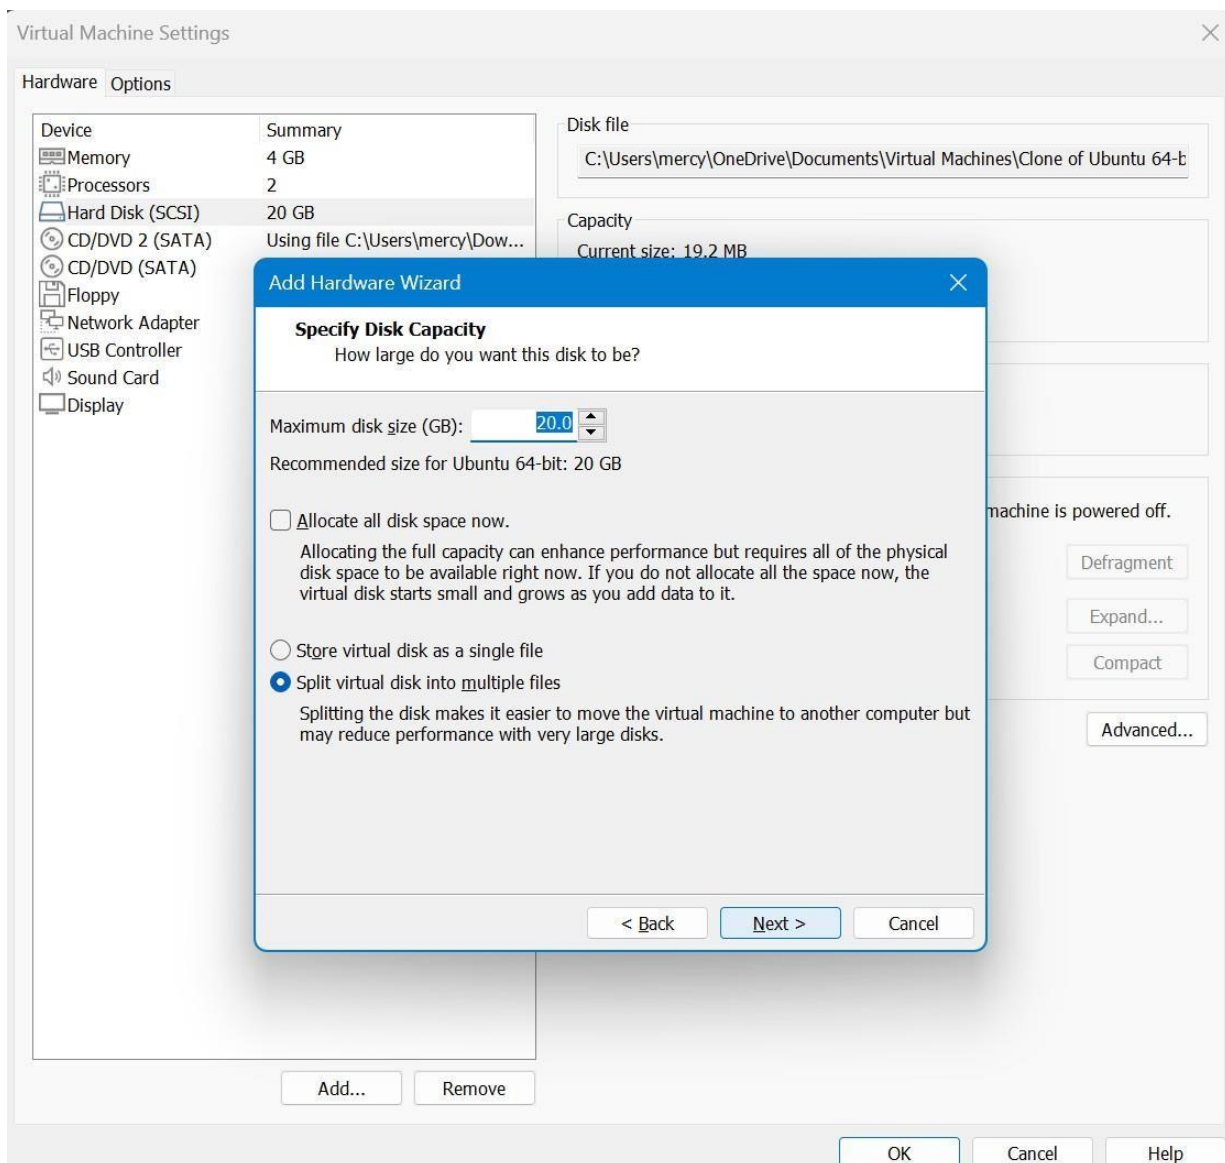 Virtual Machine Settings
Hardware Options
Device Summary
Memory 4 GB
Processors 2
Hard Disk (SCSI) 20 GB
CD/DVD 2 (SATA) Using file C:\Users\mercy\Dow...
CD/DVD (SATA)
Floppy
Network Adapter
USB Controller
Sound Card
Display
Disk file
C:\Users\mercy\OneDrive\Documents\Virtual Machines\Clone of Ubuntu 64-b
Capacity
Current size: 19.2 MB
Add Hardware Wizard
Specify Disk Capacity
How large do you want this disk to be?
Maximum disk size (GB): 20.0
Recommended size for Ubuntu 64-bit: 20 GB
Allocate all disk space now.
Allocating the full capacity can enhance performance but requires all of the physical
disk space to be available right now. If you do not allocate all the space now, the
virtual disk starts small and grows as you add data to it.
Store virtual disk as a single file
Split virtual disk into multiple files
Splitting the disk makes it easier to move the virtual machine to another computer but
may reduce performance with very large disks.
< Back Next > Cancel
machine is powered off.
Defragment
Expand...
Compact
Advanced...
Add... Remove
OK Cancel Help